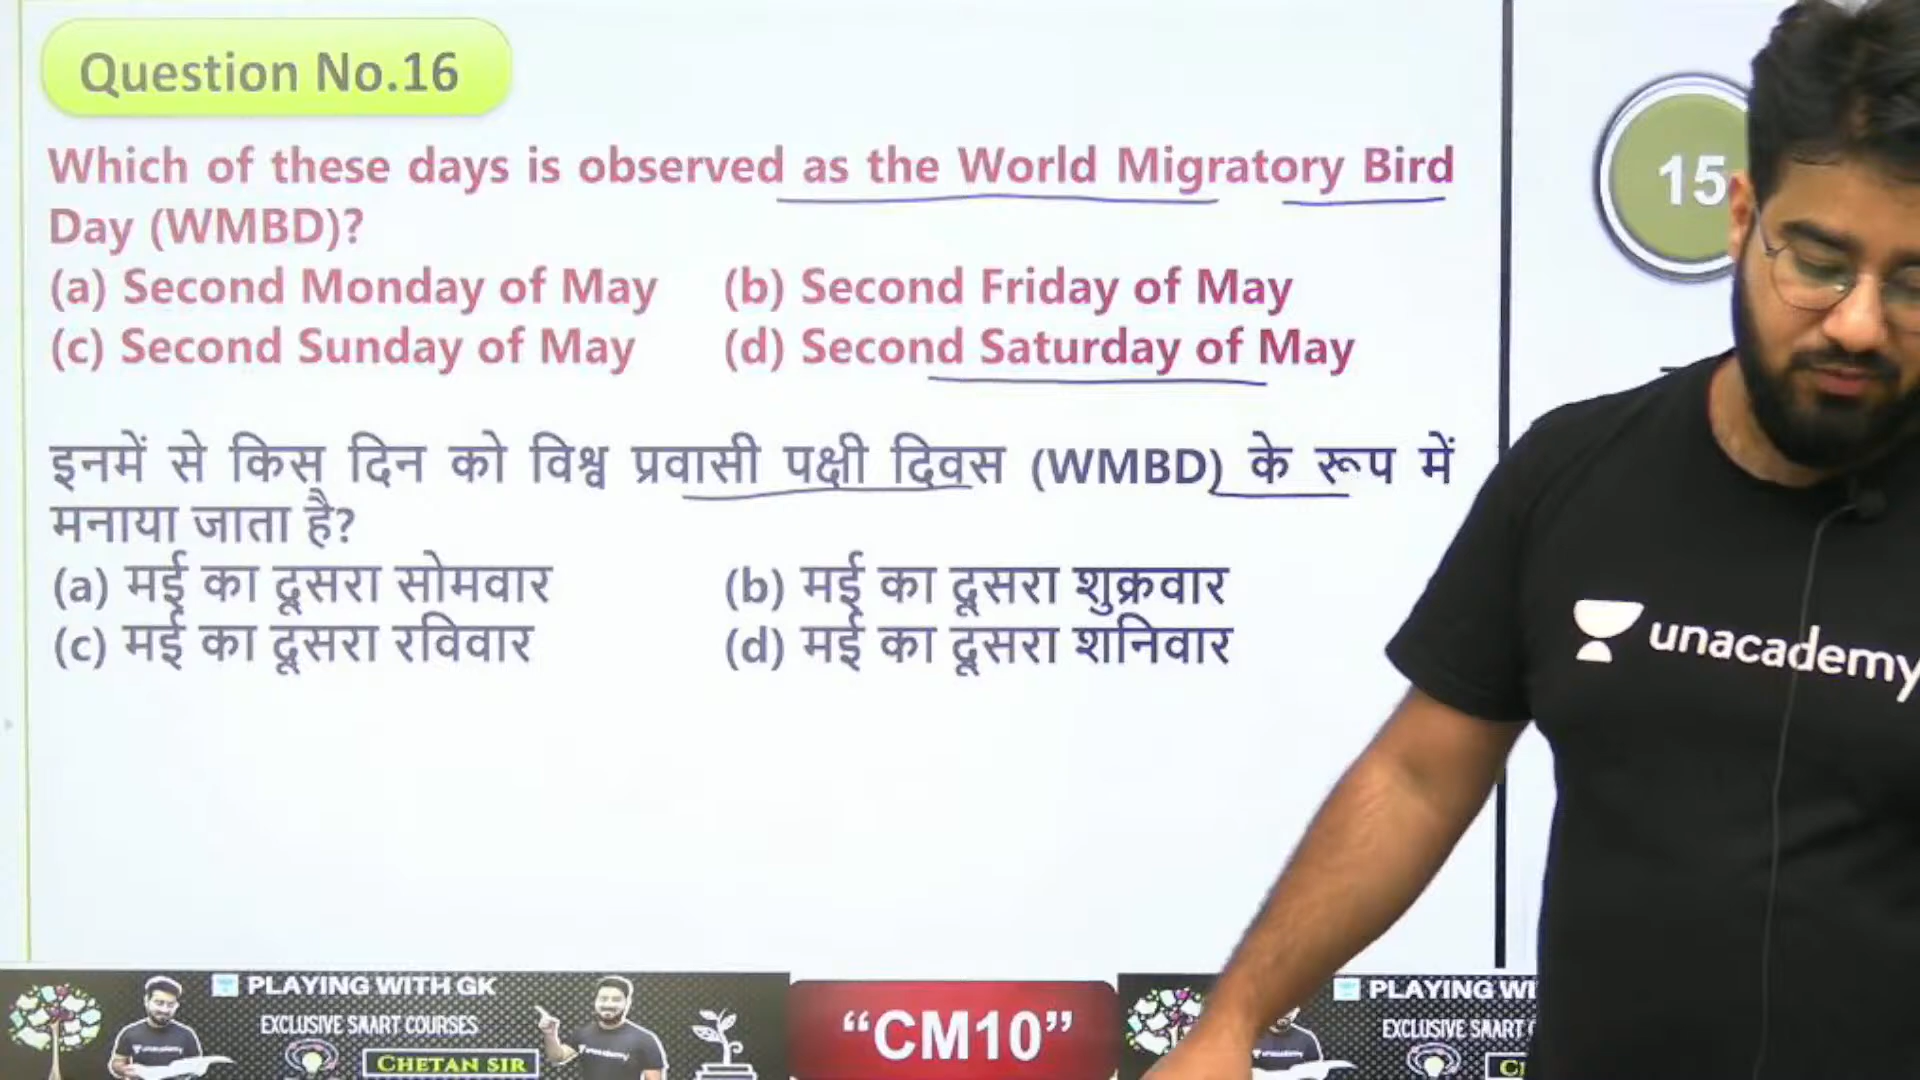 Question No.16
Which of these days is observed as the World Migratory Bird
Day (WMBD)?
(a) Second Monday of May (b) Second Friday of May
(c) Second Sunday of May (d) Second Saturday of May
इनमें से किस दिन को विश्व प्रवासी पक्षी दिवस (WMBD) के रूप में
मनाया जाता है?
(a) मई का दूसरा सोमवार (b) मई का दूसरा शुक्रवार
(c) मई का दूसरा रविवार (d) मई का दूसरा शनिवार
15
unacademy
PLAYING WITH GK
EXCLUSIVE SMART COURSES
CHETAN SIR
unacademy
unacademy
“CM10”
PLAYING WI
EXCLUSIVE SMART
unacademy